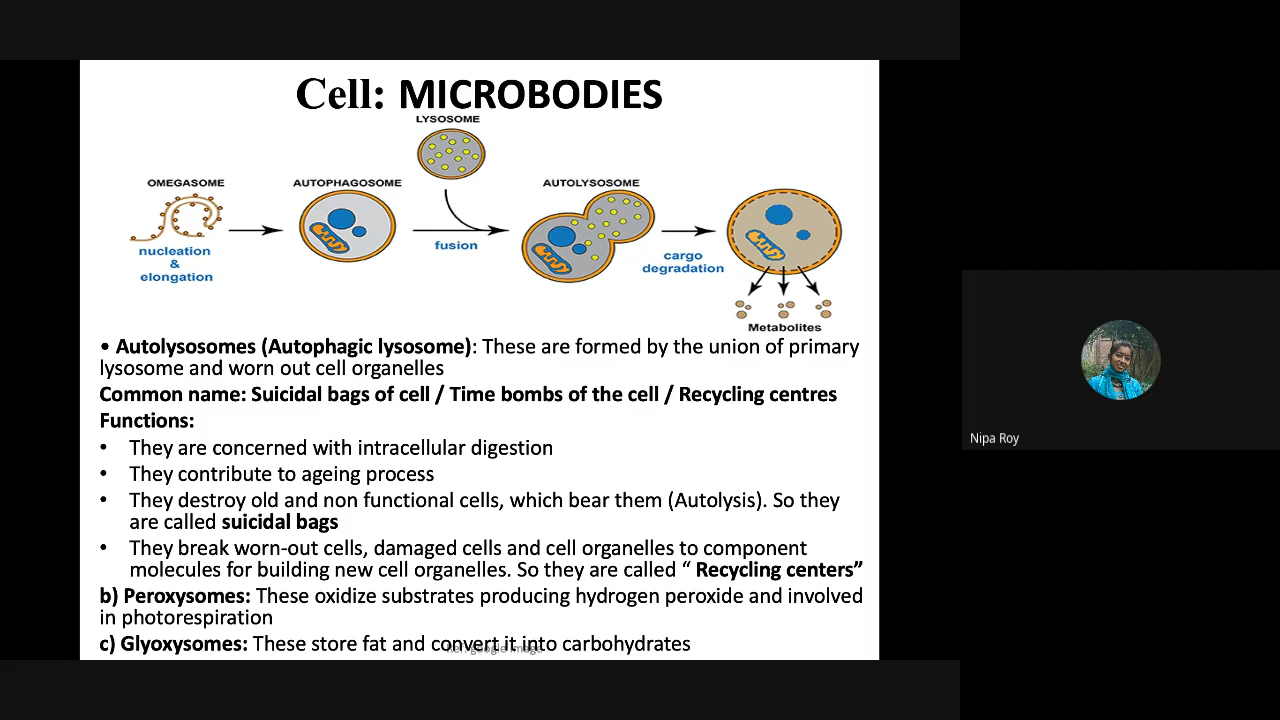 Cell: MICROBODIES
LYSOSOME
OMEGASOME
AUTOPHAGOSOME
AUTOLYSOSOME
nucleation
&
elongation
fusion
cargo
degradation
Metabolites
• Autolysosomes (Autophagic lysosome): These are formed by the union of primary
lysosome and worn out cell organelles
Common name: Suicidal bags of cell / Time bombs of the cell / Recycling centres
Functions:
• They are concerned with intracellular digestion
• They contribute to ageing process
• They destroy old and non functional cells, which bear them (Autolysis). So they
are called suicidal bags
• They break worn-out cells, damaged cells and cell organelles to component
molecules for building new cell organelles. So they are called “ Recycling centers”
b) Peroxysomes: These oxidize substrates producing hydrogen peroxide and involved
in photorespiration
c) Glyoxysomes: These store fat and convert it into carbohydrates
Ref: google image
Nipa Roy